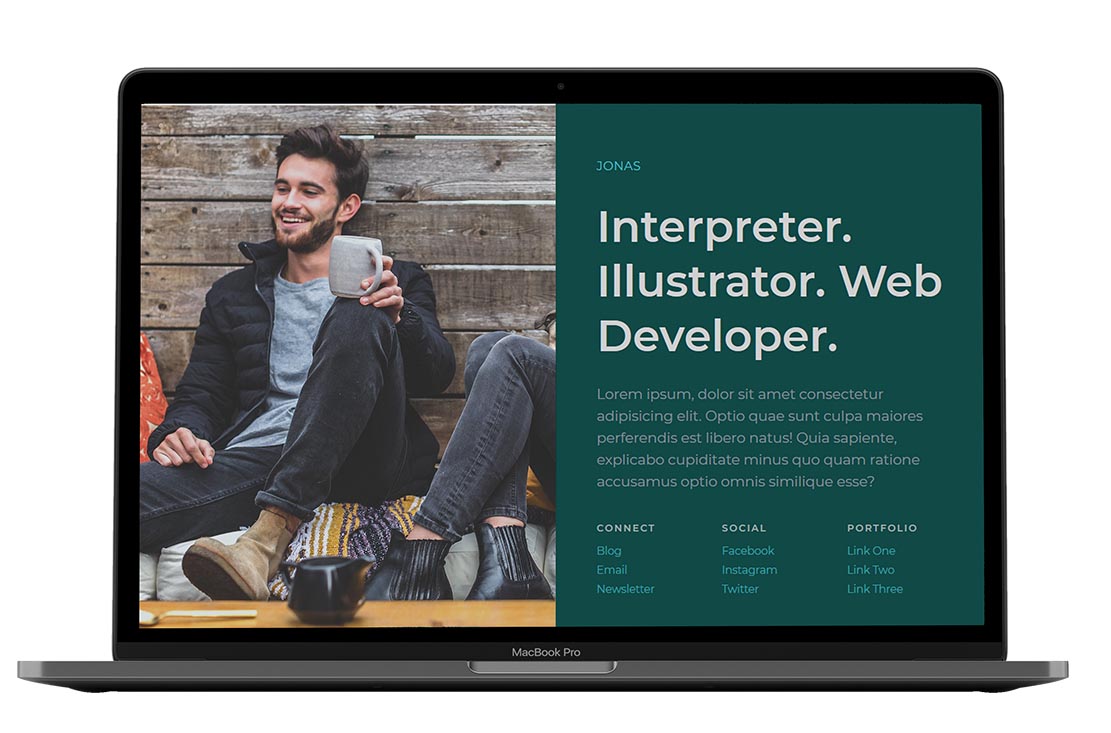 JONAS
Interpreter.
Illustrator. Web
Developer.
Lorem ipsum, dolor sit amet consectetur
adipisicing elit. Optio quae sunt culpa maiores
perferendis est libero natus! Quia sapiente,
explicabo cupiditate minus quo quam ratione
accusamus optio omnis similique esse?
CONNECT
Blog
Email
Newsletter
SOCIAL
Facebook
Instagram
Twitter
PORTFOLIO
Link One
Link Two
Link Three
MacBook Pro